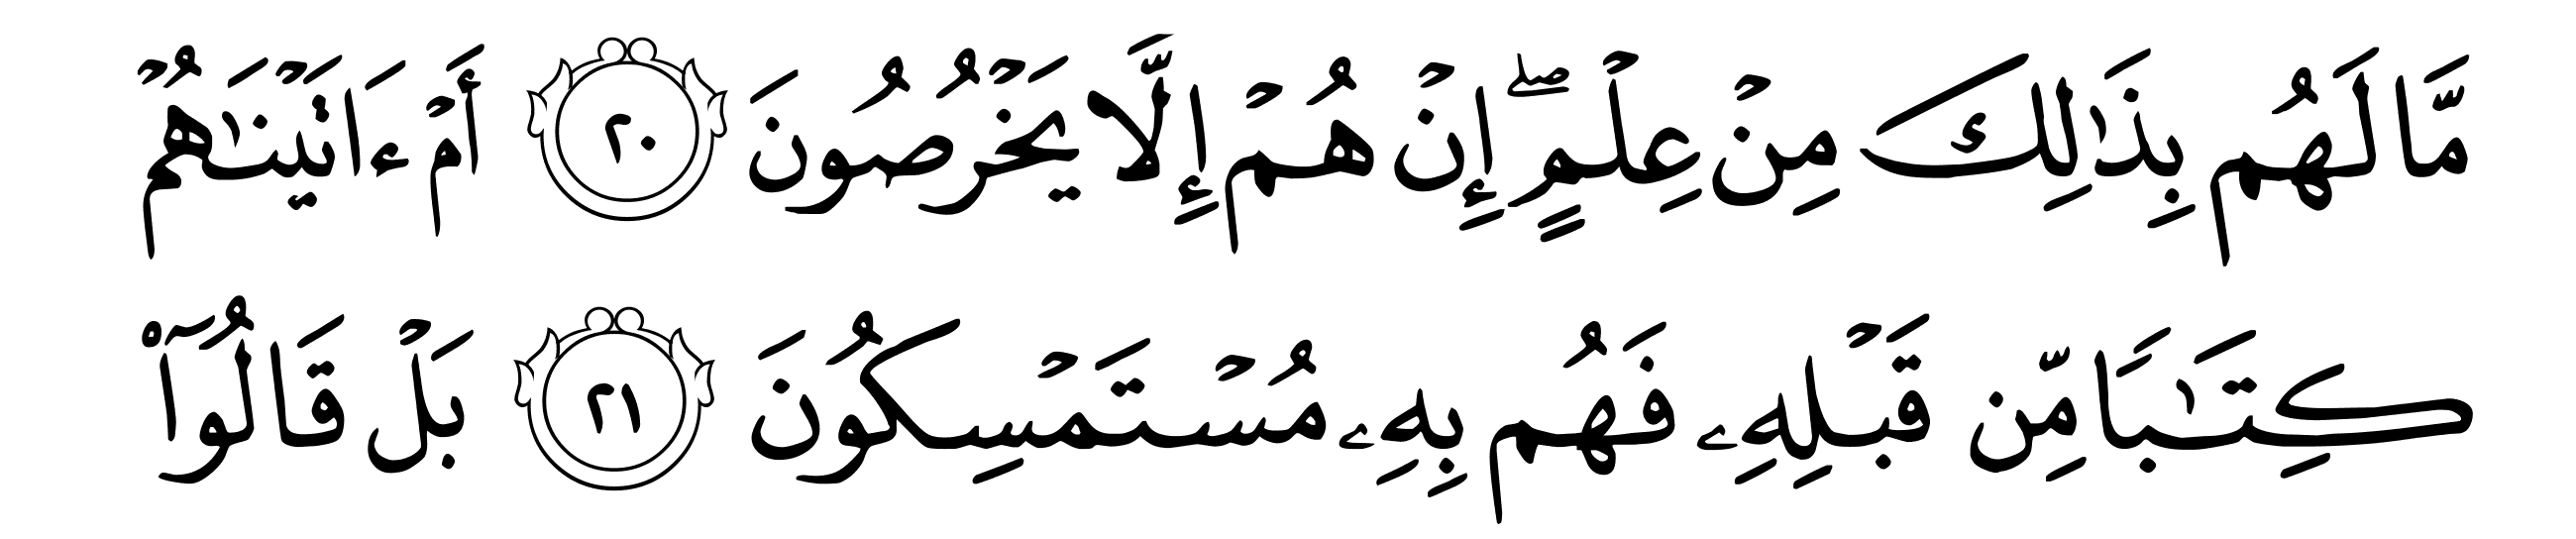 مَّا لَهُم بِذَٰلِكَ مِنۡ عِلۡمٍۖ إِنۡ هُمۡ إِلَّا يَخۡرُصُونَ ٢٠ أَمۡ ءَاتَيۡنَٰهُمۡ
كِتَٰبٗا مِّن قَبۡلِهِۦ فَهُم بِهِۦ مُسۡتَمۡسِكُونَ ٢١ بَلۡ قَالُوٓاْ